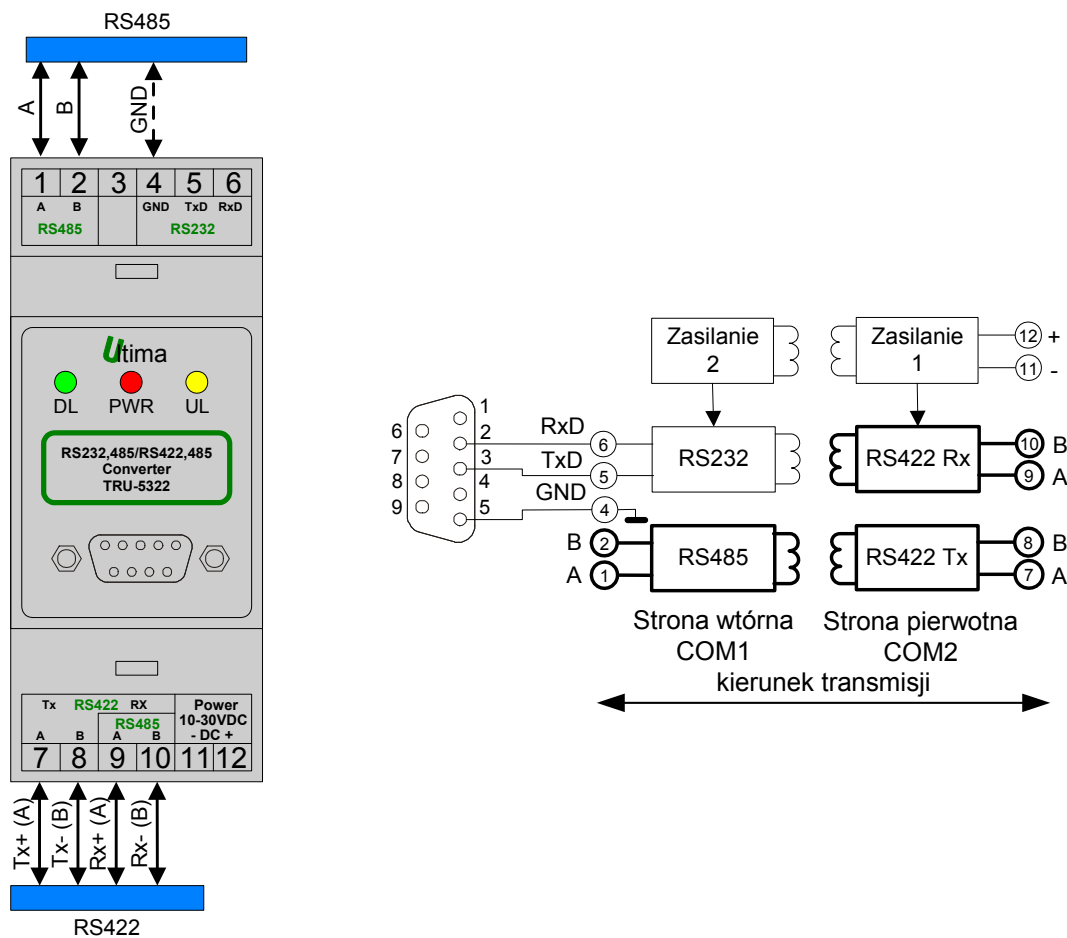 RS485
A
B
GND
1 2 3 4 5 6
A B GND TxD RxD
RS485 RS232
Ultima
DL PWR UL
RS232,485/RS422,485
Converter
TRU-5322
Tx RS422 RX Power
RS485 10-30VDC
A B A B - DC +
7 8 9 10 11 12
Tx+ (A)
Tx- (B)
Rx+ (A)
Rx- (B)
RS422
Zasilanie
2
Zasilanie
1
12 +
11 -
1
6
2
7
3
8
4
9
5
RxD
6
TxD
5
GND
4
RS232
RS422 Rx
10 B
9 A
B 2
A 1
RS485
RS422 Tx
8 B
7 A
Strona wtórna
COM1
Strona pierwotna
COM2
kierunek transmisji